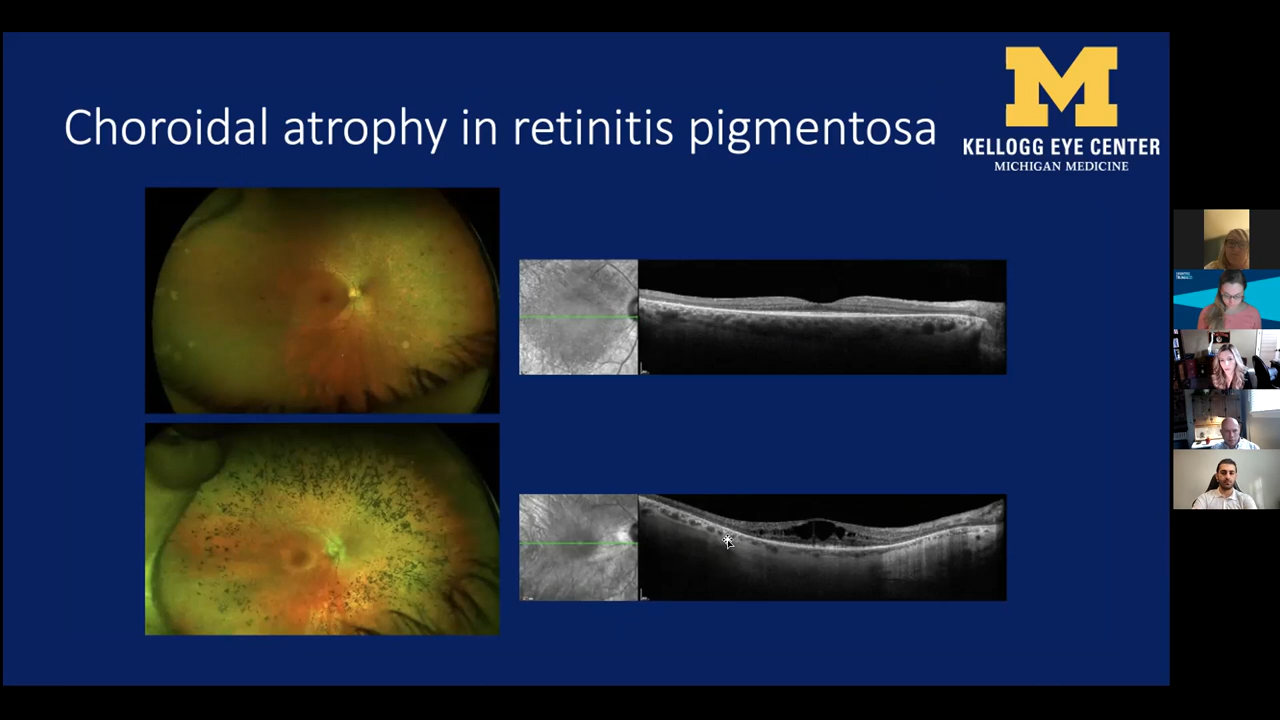 Choroidal atrophy in retinitis pigmentosa
M
KELLOGG EYE CENTER
MICHIGAN MEDICINE